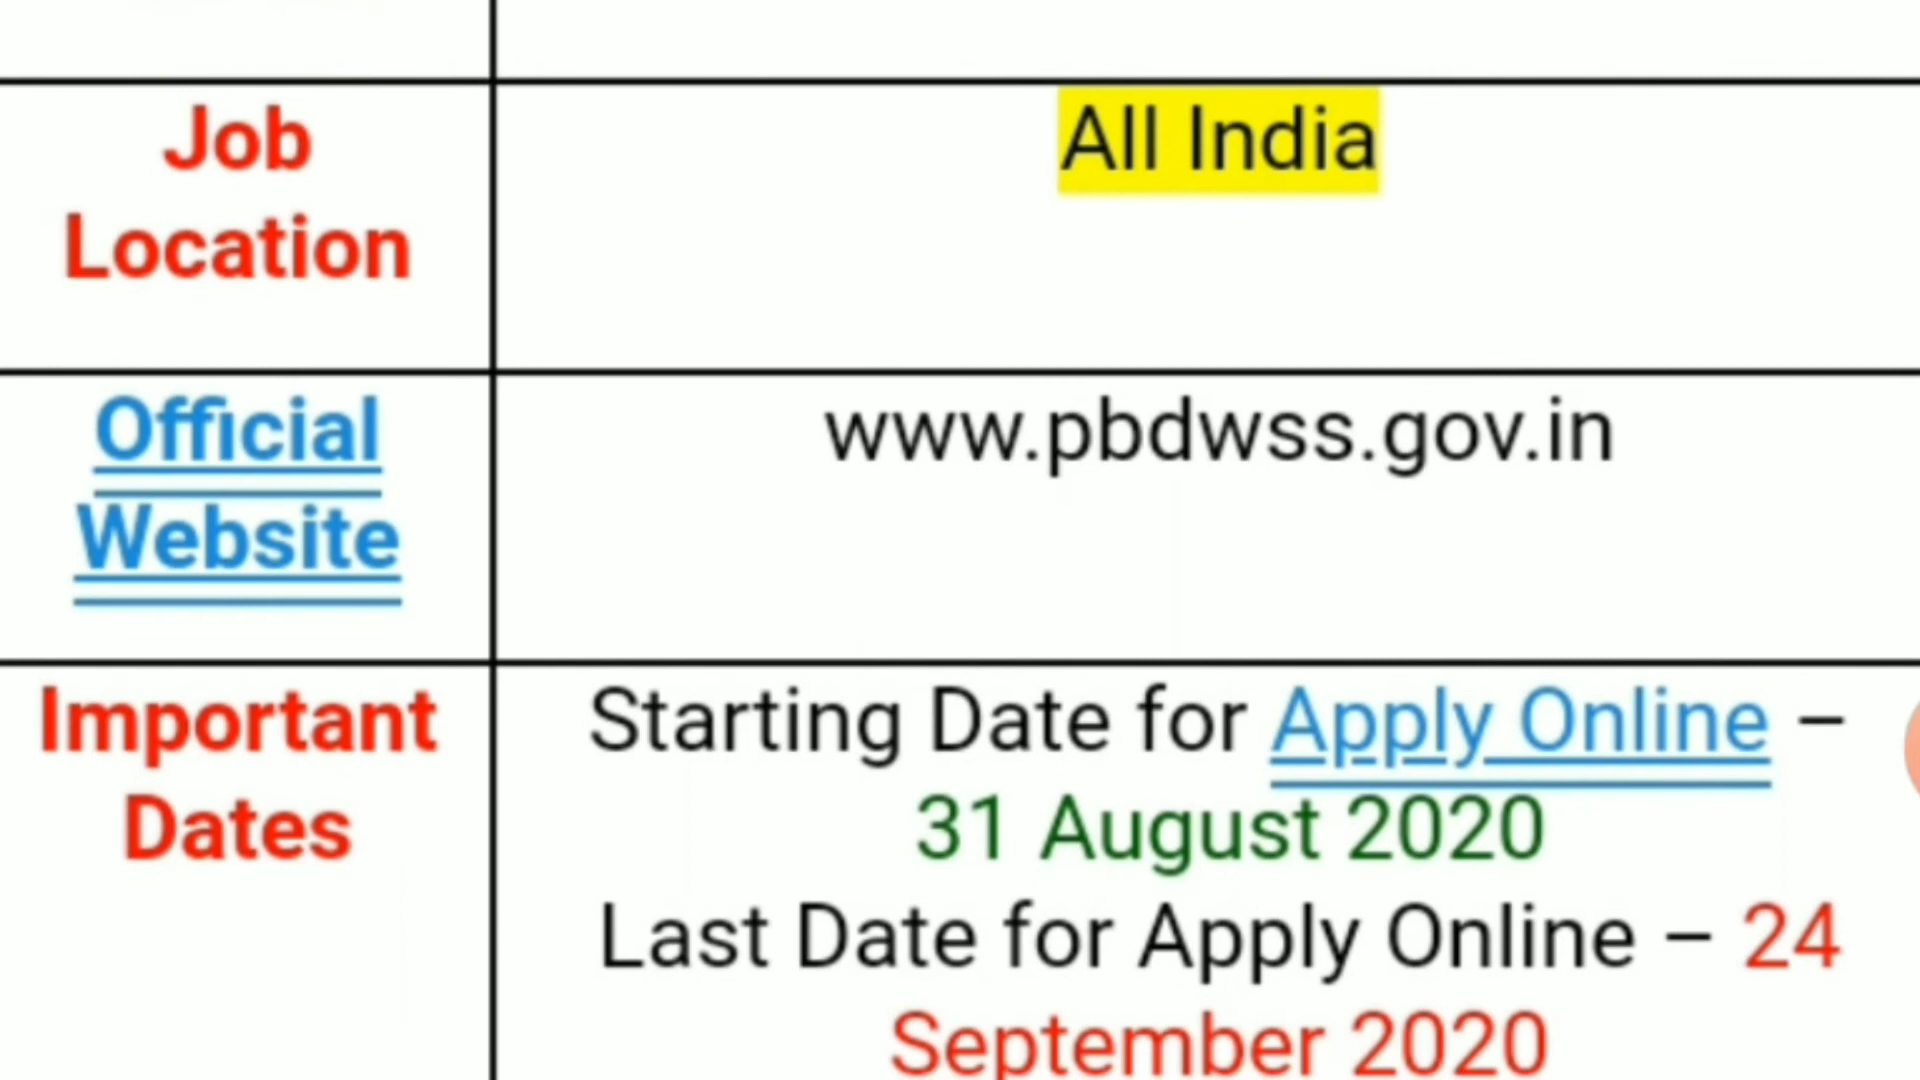 Job
Location
All India
Official
Website
www.pbdwss.gov.in
Important
Dates
Starting Date for Apply Online –
31 August 2020
Last Date for Apply Online – 24
September 2020